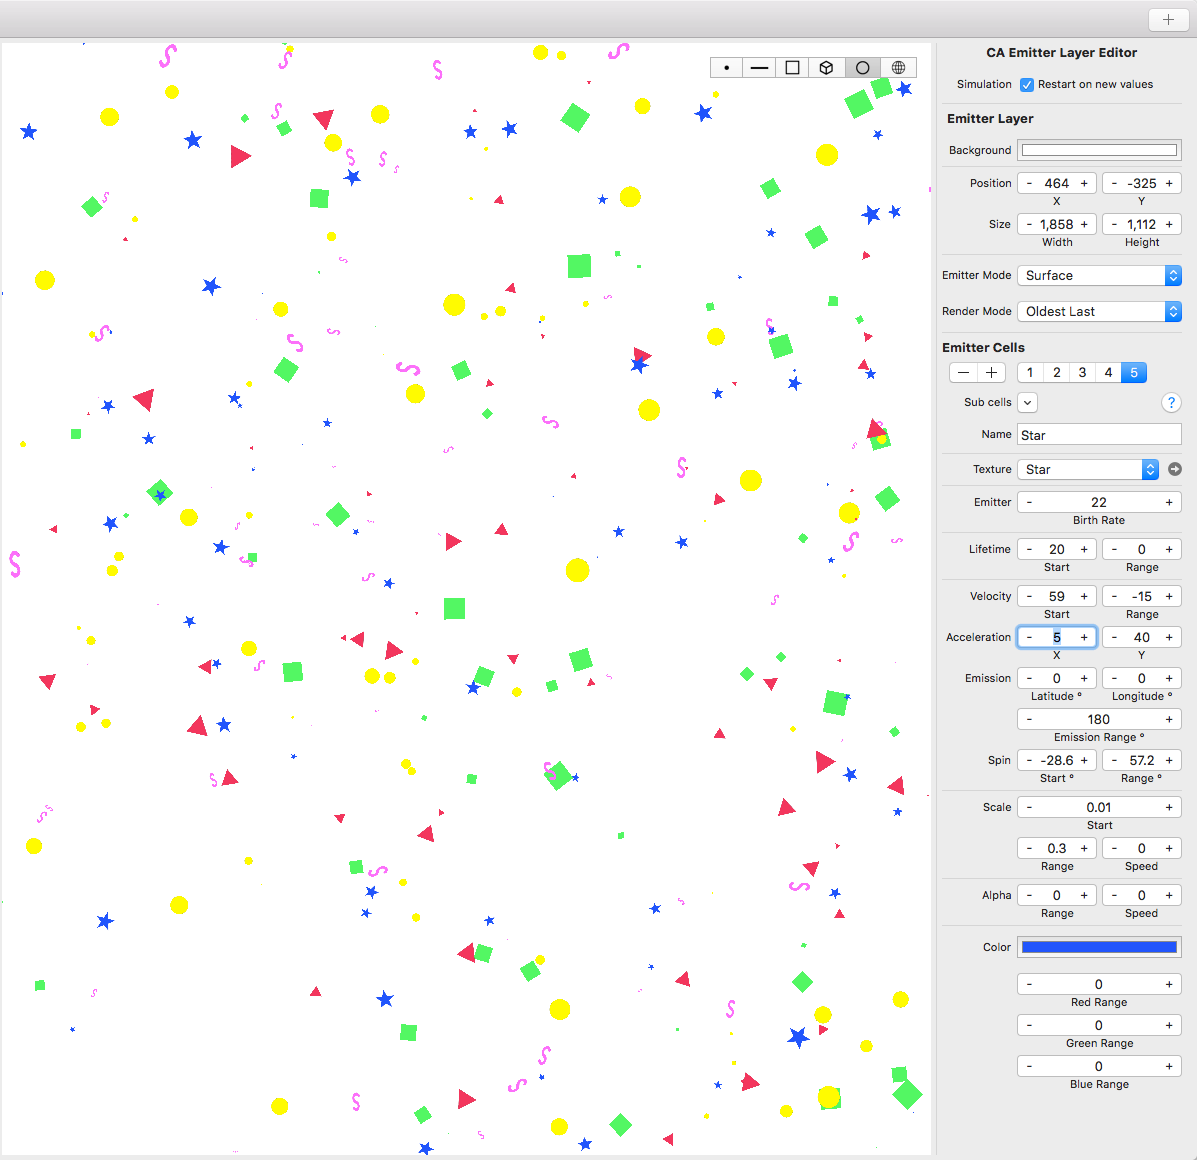 CA Emitter Layer Editor
Simulation Restart on new values
Emitter Layer
Background
Position - 464 + - -325 +
X Y
Size - 1,858 + - 1,112 +
Width Height
Emitter Mode Surface
Render Mode Oldest Last
Emitter Cells
1 2 3 4 5
Sub cells ?
Name Star
Texture Star
Emitter - 22 +
Birth Rate
Lifetime - 20 + - 0 +
Start Range
Velocity - 59 + - -15 +
Start Range
Acceleration - 5 + - 40 +
X Y
Emission - 0 + - 0 +
Latitude ° Longitude °
- 180 +
Emission Range °
Spin - -28.6 + - 57.2 +
Start ° Range °
Scale - 0.01 +
Start
- 0.3 + - 0 +
Range Speed
Alpha - 0 + - 0 +
Range Speed
Color
- 0 +
Red Range
- 0 +
Green Range
- 0 +
Blue Range